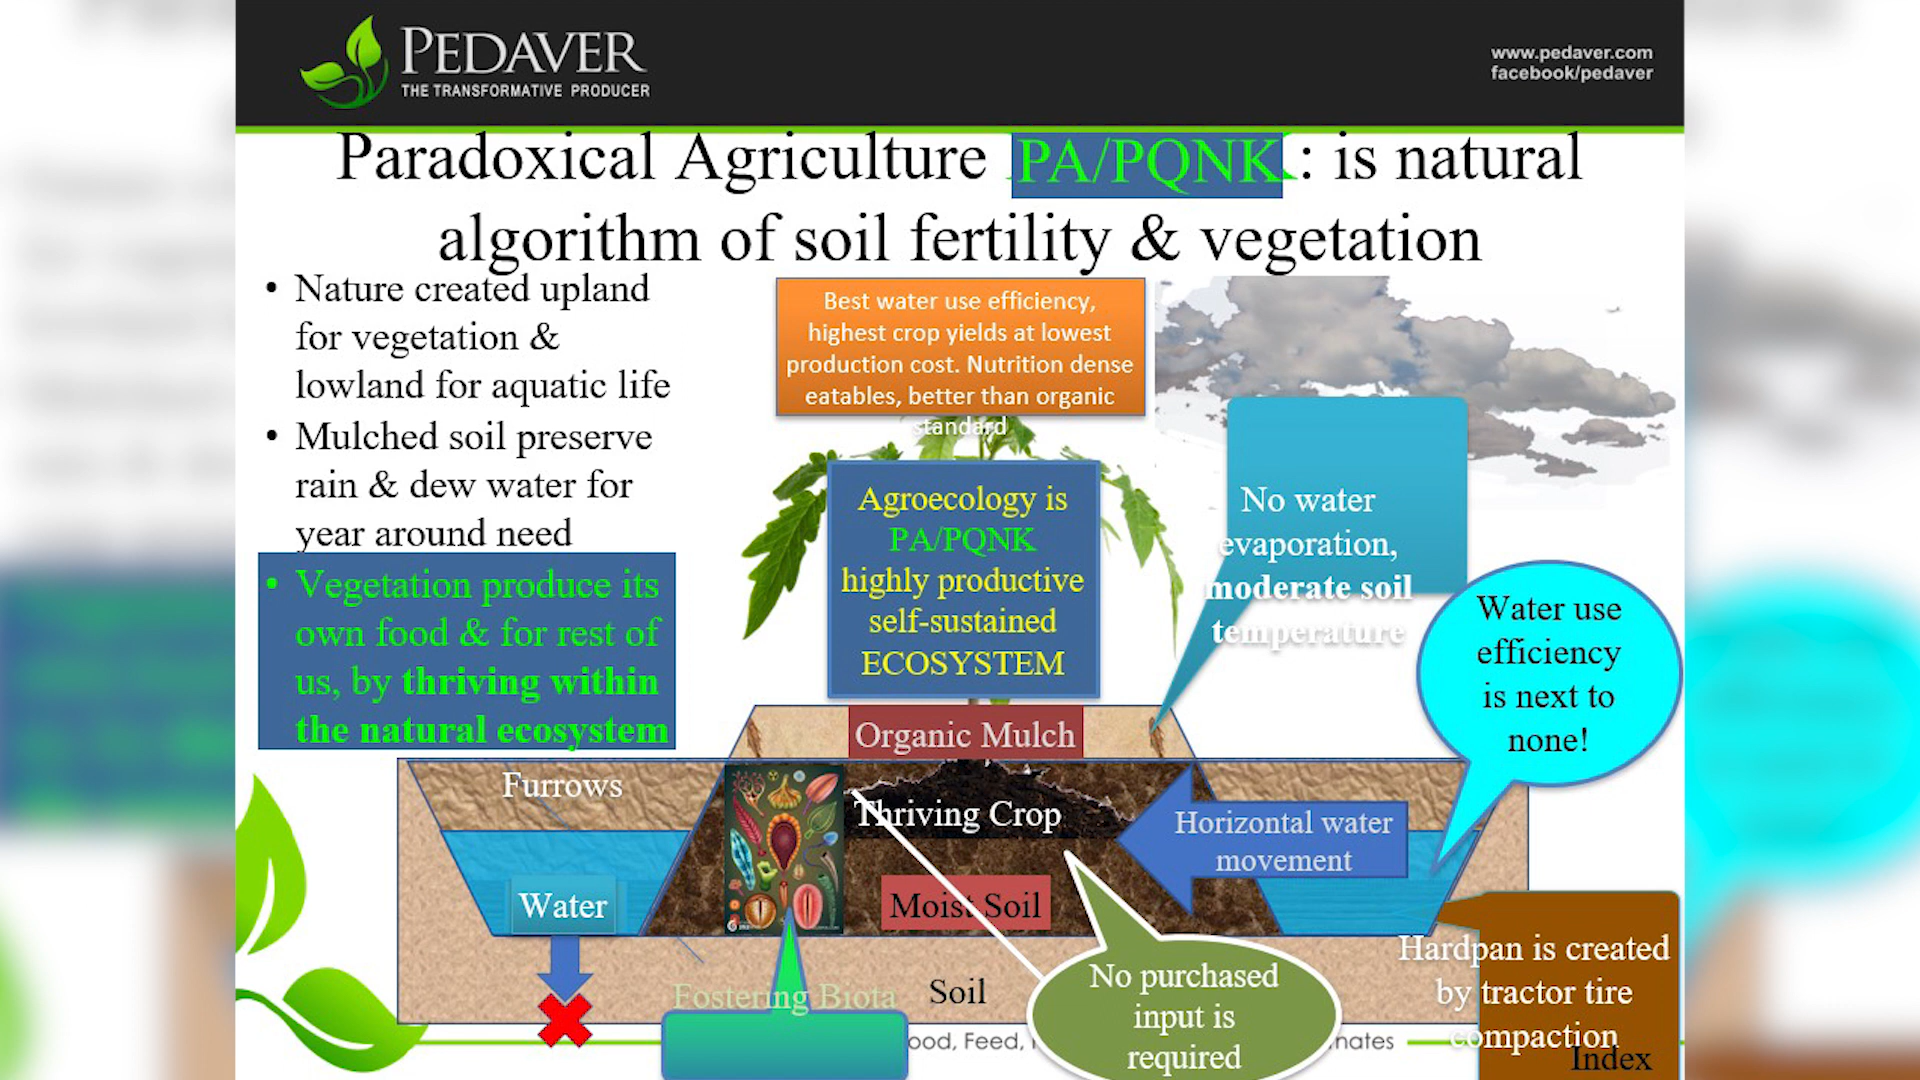 PEDAVER
THE TRANSFORMATIVE PRODUCER
www.pedaver.com
facebook/pedaver
Paradoxical Agriculture PA/PQNK : is natural
algorithm of soil fertility & vegetation
• Nature created upland
for vegetation &
lowland for aquatic life
• Mulched soil preserve
rain & dew water for
year around need
• Vegetation produce its
own food & for rest of
us, by thriving within
the natural ecosystem
Best water use efficiency,
highest crop yields at lowest
production cost. Nutrition dense
eatables, better than organic
standard
Agroecology is
PA/PQNK
highly productive
self-sustained
ECOSYSTEM
No water
evaporation,
moderate soil
temperature
Water use
efficiency
is next to
none!
Organic Mulch
Furrows
Thriving Crop
Horizontal water
movement
Water
Moist Soil
Fostering Biota
Soil
No purchased
input is
required
Hardpan is created
by tractor tire
compaction
Feed,
Index